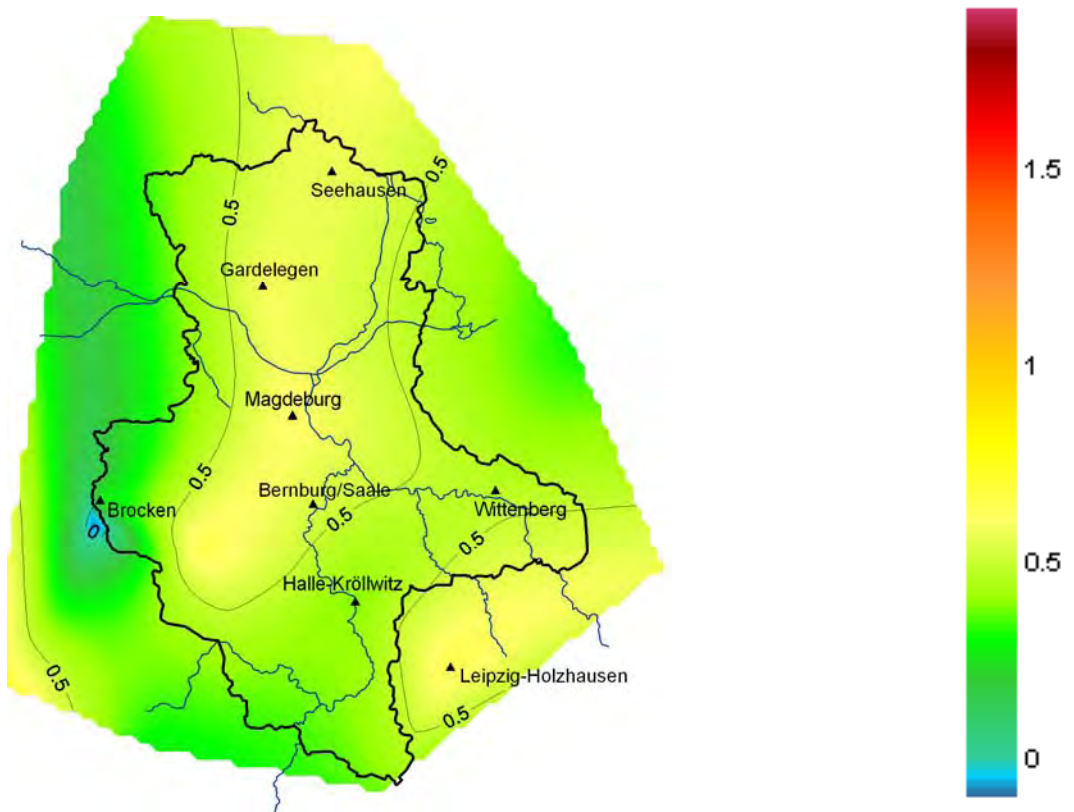 0.5
1.5
Seehausen
0.5
Gardelegen
1
Magdeburg
0.5
Bernburg/Saale
Brocken
Wittenberg
0
0.5
0.5
0.5
Halle-Kröllwitz
Leipzig-Holzhausen
0.5
0.5
0